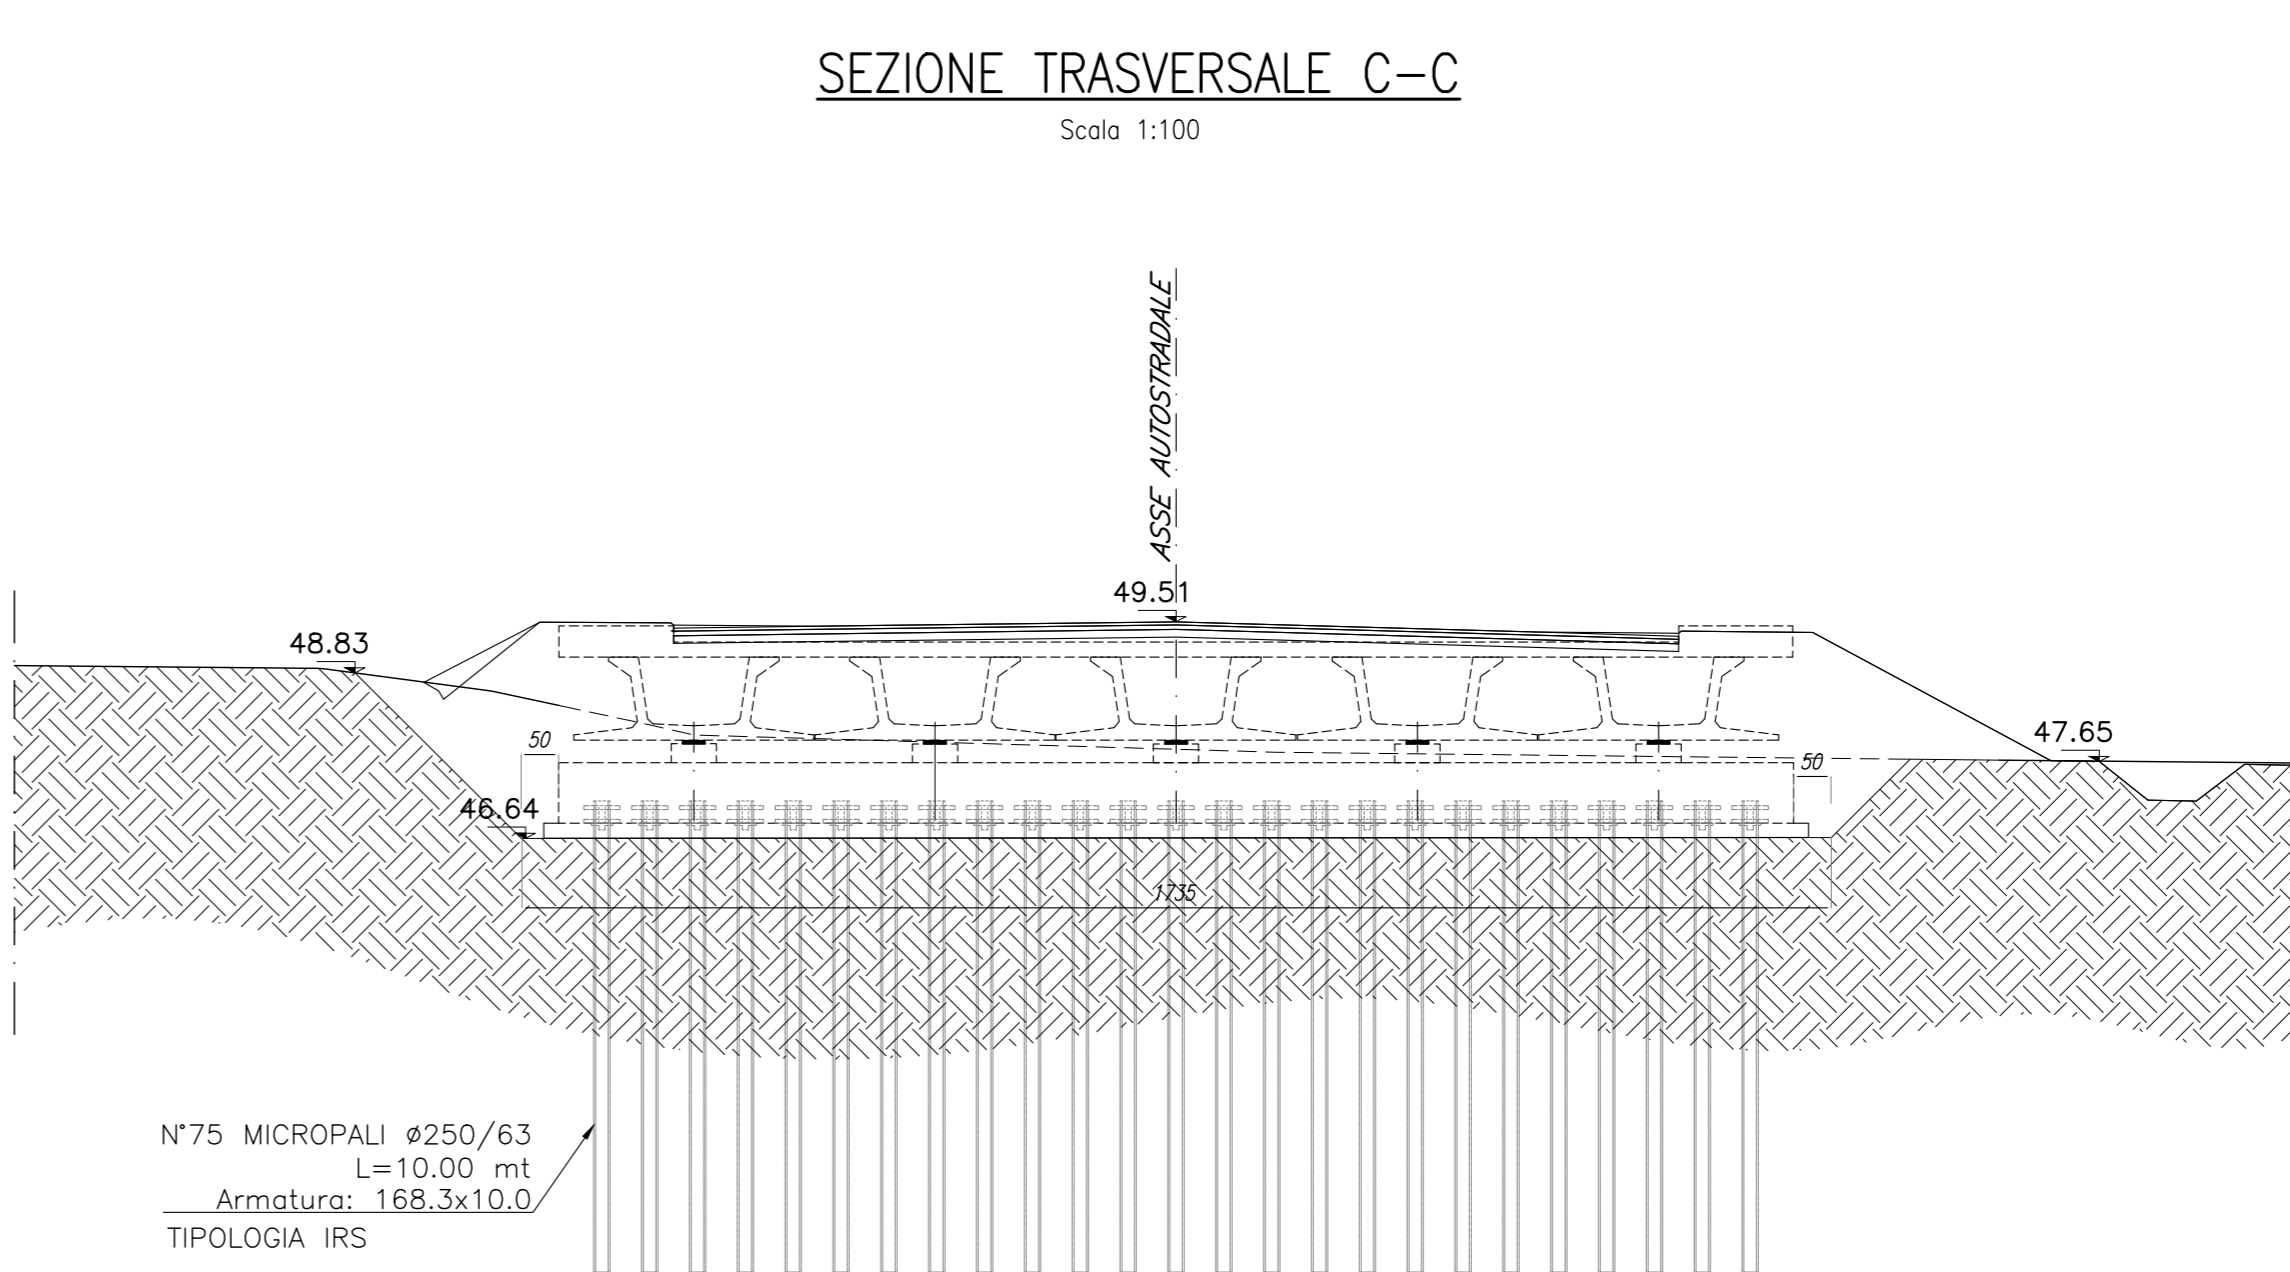 SEZIONE TRASVERSALE C-C
Scala 1:100
ASSE AUTOSTRADALE
49.51
48.83
47.65
50
50
46.64
1735
N°75 MICROPALI ø250/63
L=10.00 mt
Armatura: 168.3x10.0
TIPOLOGIA IRS